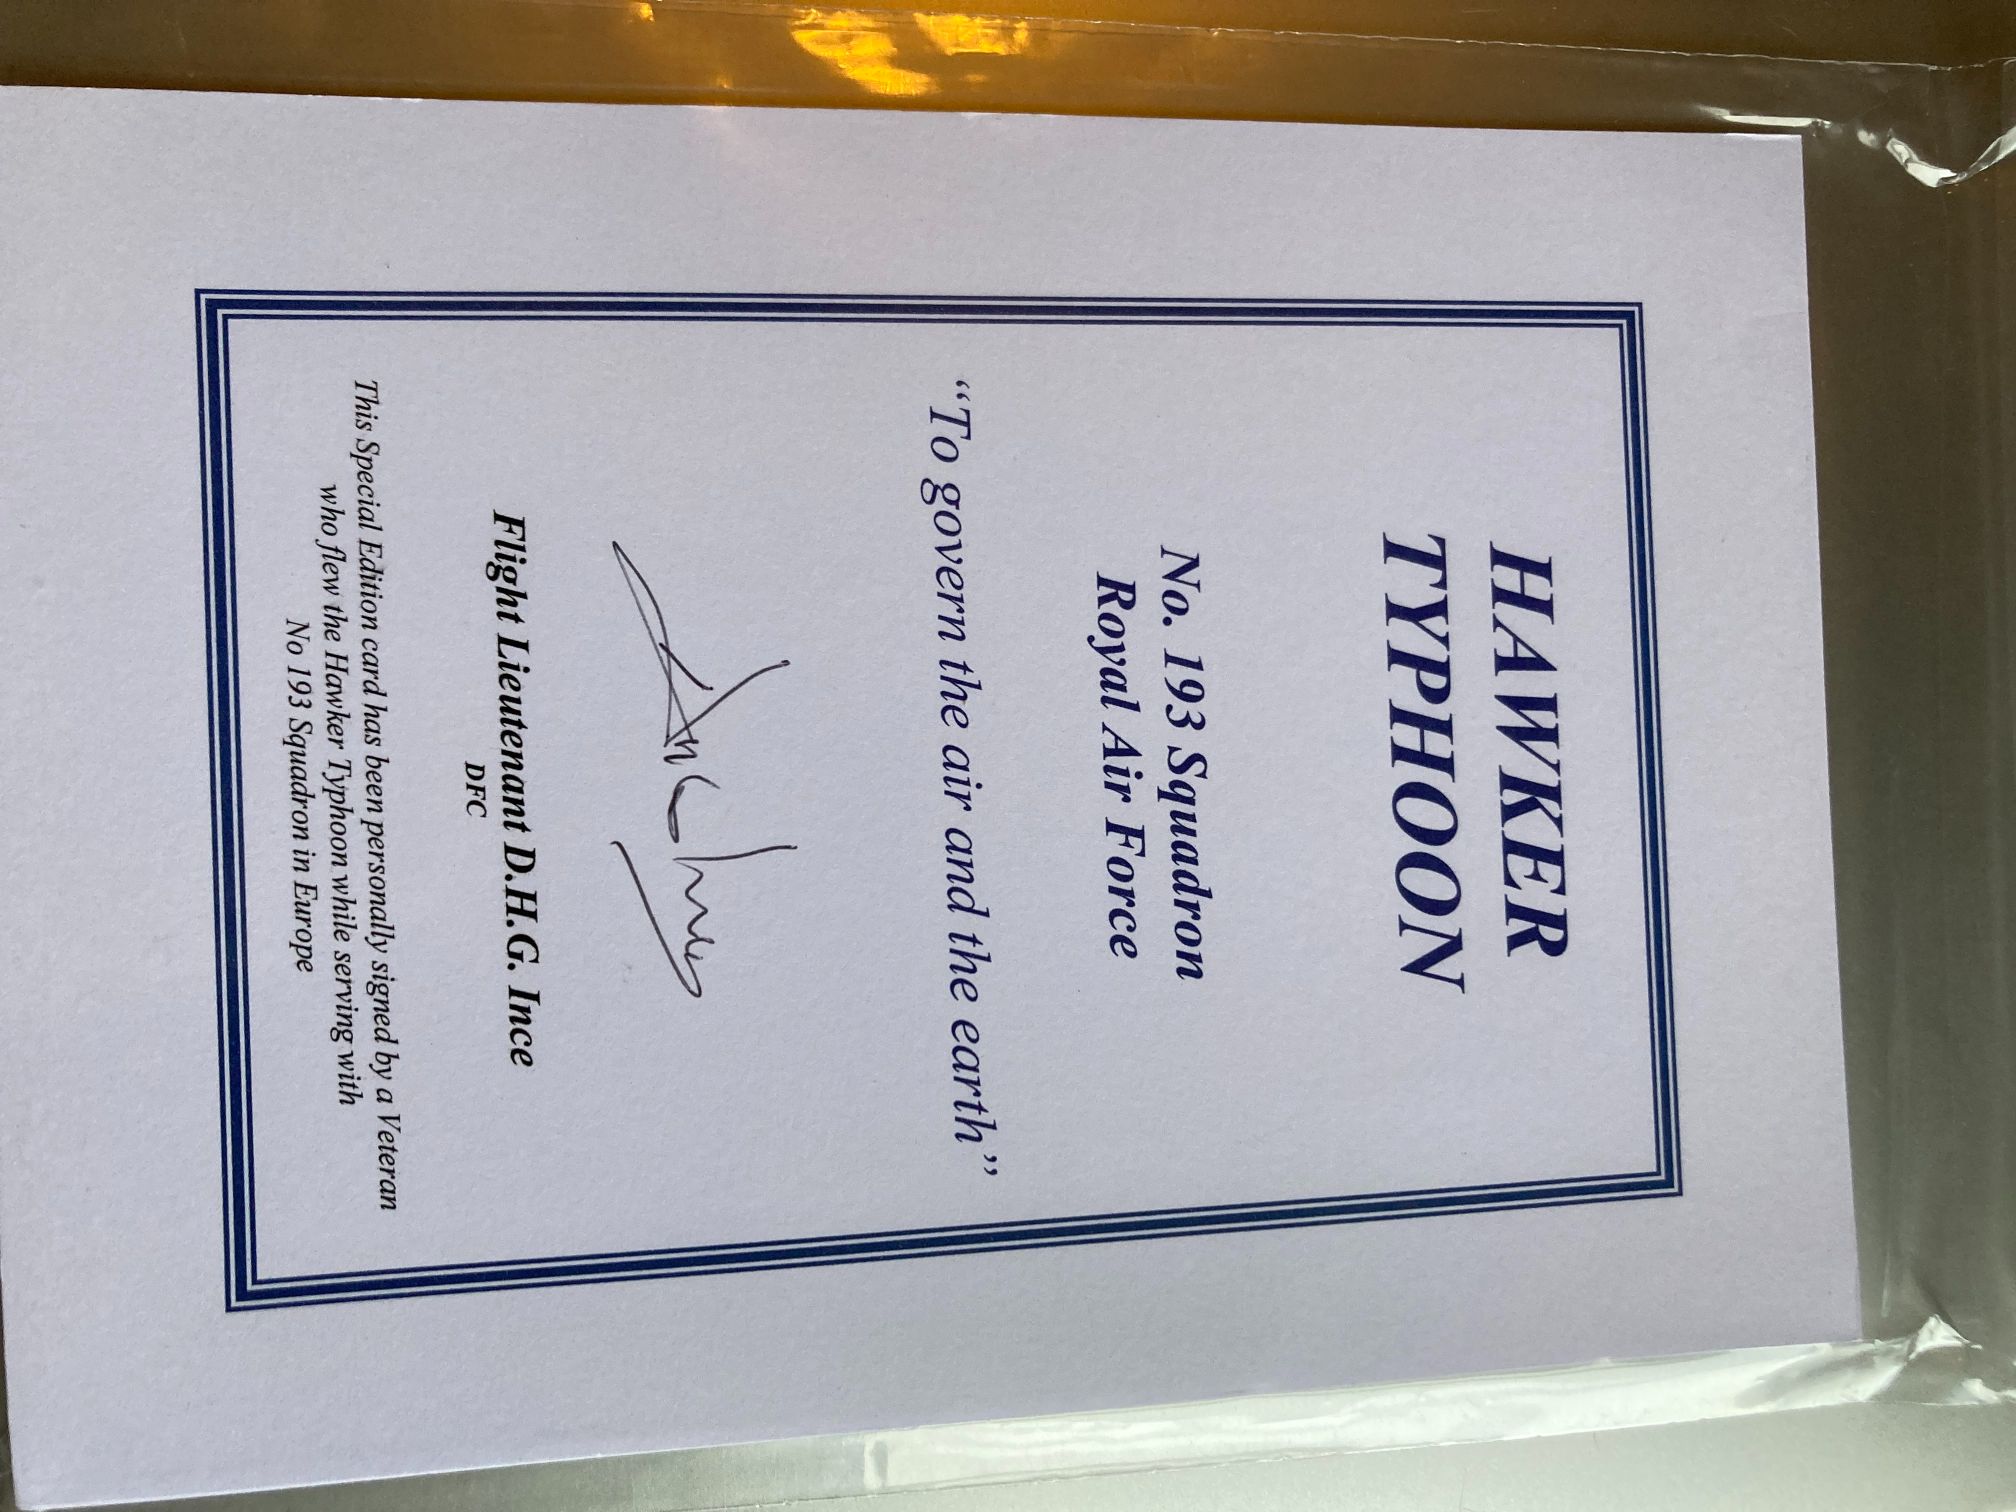 HAWKER
TYPHOON
No. 193 Squadron
Royal Air Force
“To govern the air and the earth”
Flight Lieutenant D.H.G. Ince
DFC
This Special Edition card has been personally signed by a Veteran
who flew the Hawker Typhoon while serving with
No 193 Squadron in Europe